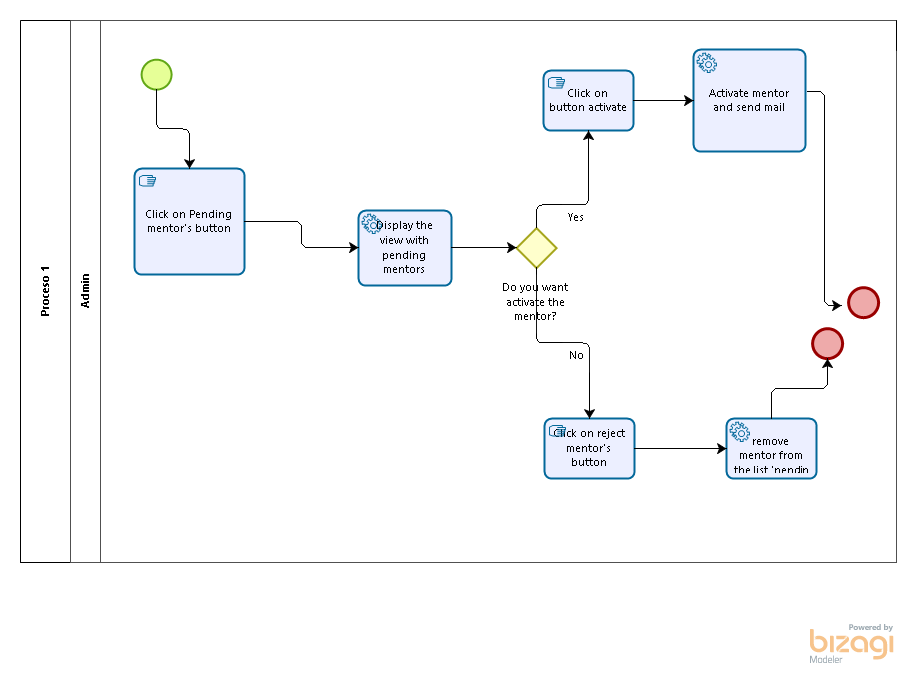 Proceso 1
Admin
Click on Pending
mentor's button
Display the
view with
pending
mentors
Do you want
activate the
mentor?
Yes
Click on
button activate
Activate mentor
and send mail
No
Click on reject
mentor's
button
remove
mentor from
the list 'pendin
Powered by
bizagi
Modeler